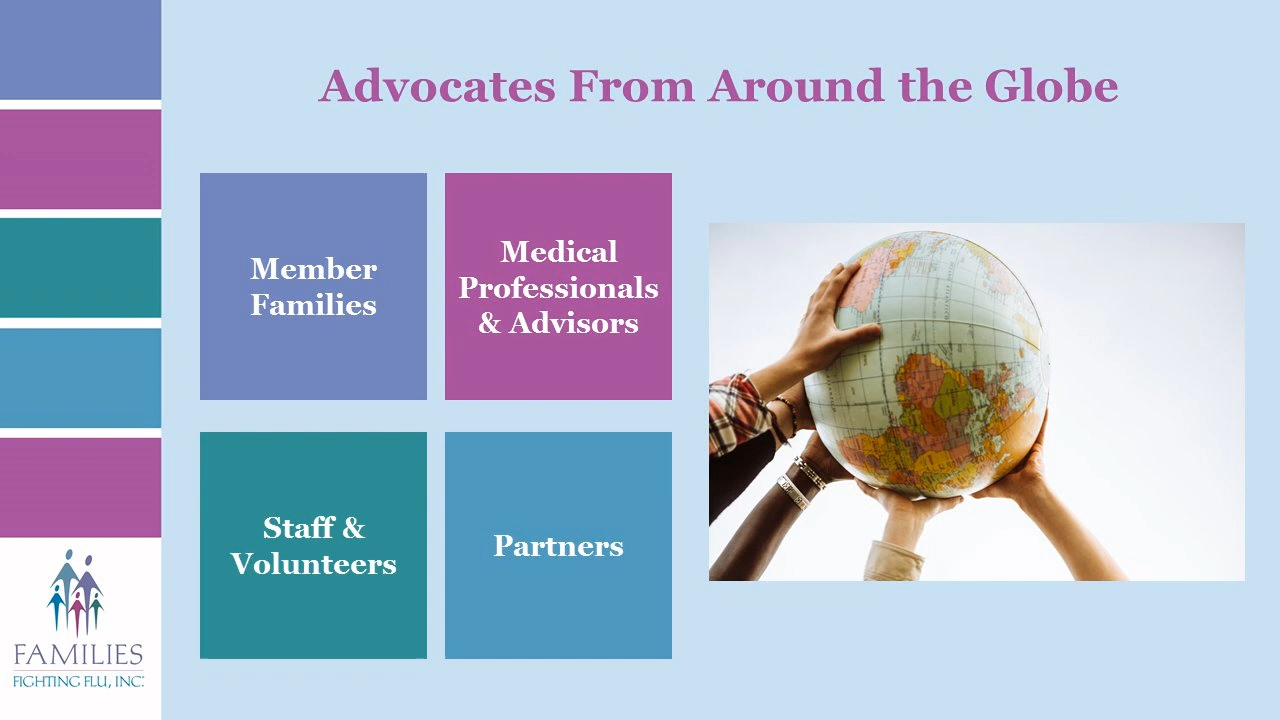 Advocates From Around the Globe
Member
Families
Medical
Professionals
& Advisors
Staff &
Volunteers
Partners
FAMILIES
FIGHTING FLU, INC.